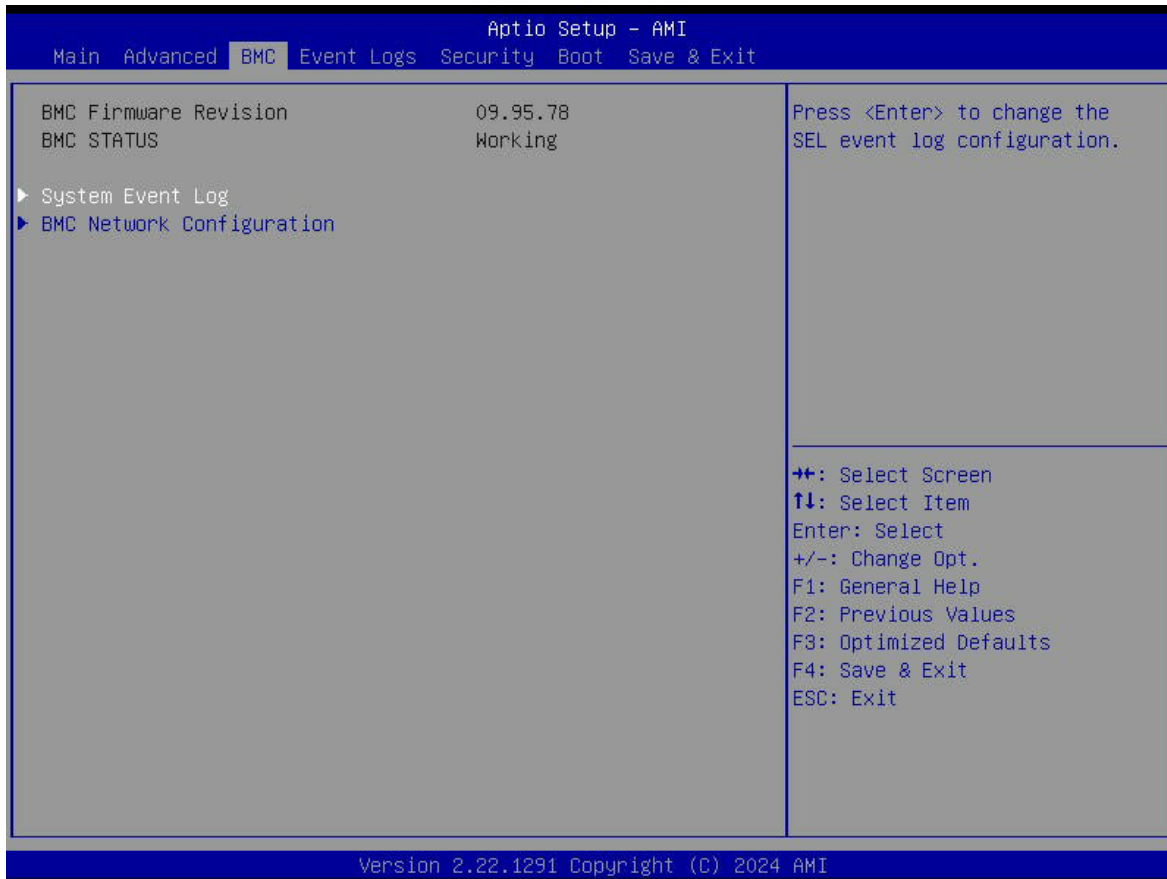 Aptio Setup – AMI
Main Advanced BMC Event Logs Security Boot Save & Exit
BMC Firmware Revision 09.95.78
BMC STATUS Working
System Event Log
BMC Network Configuration
Press <Enter> to change the
SEL event log configuration.
→←: Select Screen
↑↓: Select Item
Enter: Select
+/-: Change Opt.
F1: General Help
F2: Previous Values
F3: Optimized Defaults
F4: Save & Exit
ESC: Exit
Version 2.22.1291 Copyright (C) 2024 AMI